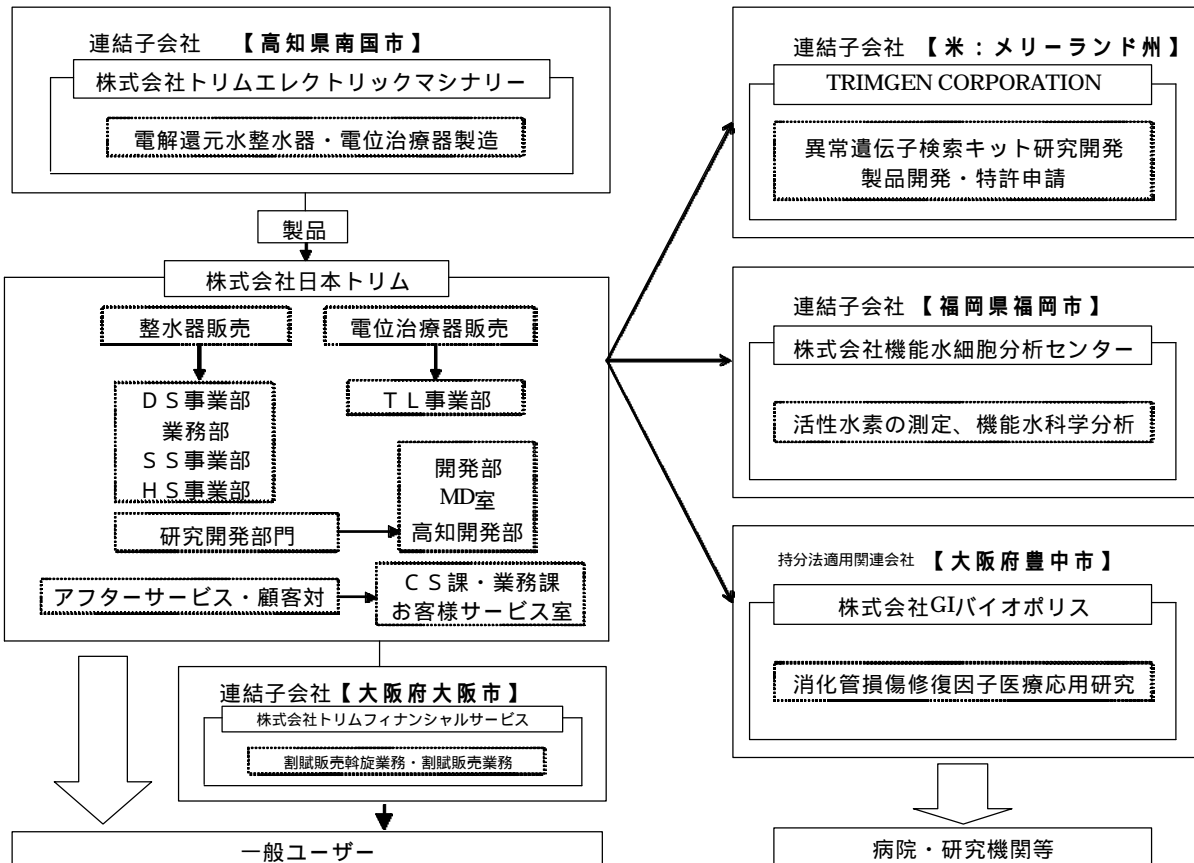 連結子会社 【高知県南国市】
株式会社トリムエレクトリックマシナリー
電解還元水整水器・電位治療器製造
製品
株式会社日本トリム
整水器販売
電位治療器販売
ＤＳ事業部
業務部
ＳＳ事業部
ＨＳ事業部
ＴＬ事業部
研究開発部門
開発部
MD室
高知開発部
アフターサービス・顧客対
ＣＳ課・業務課
お客様サービス室
連結子会社【大阪府大阪市】
株式会社トリムフィナンシャルサービス
割賦販売斡旋業務・割賦販売業務
一般ユーザー
連結子会社 【米：メリーランド州】
TRIMGEN CORPORATION
異常遺伝子検索キット研究開発
製品開発・特許申請
連結子会社 【福岡県福岡市】
株式会社機能水細胞分析センター
活性水素の測定、機能水科学分析
持分法適用関連会社 【大阪府豊中市】
株式会社GIバイオポリス
消化管損傷修復因子医療応用研究
病院・研究機関等